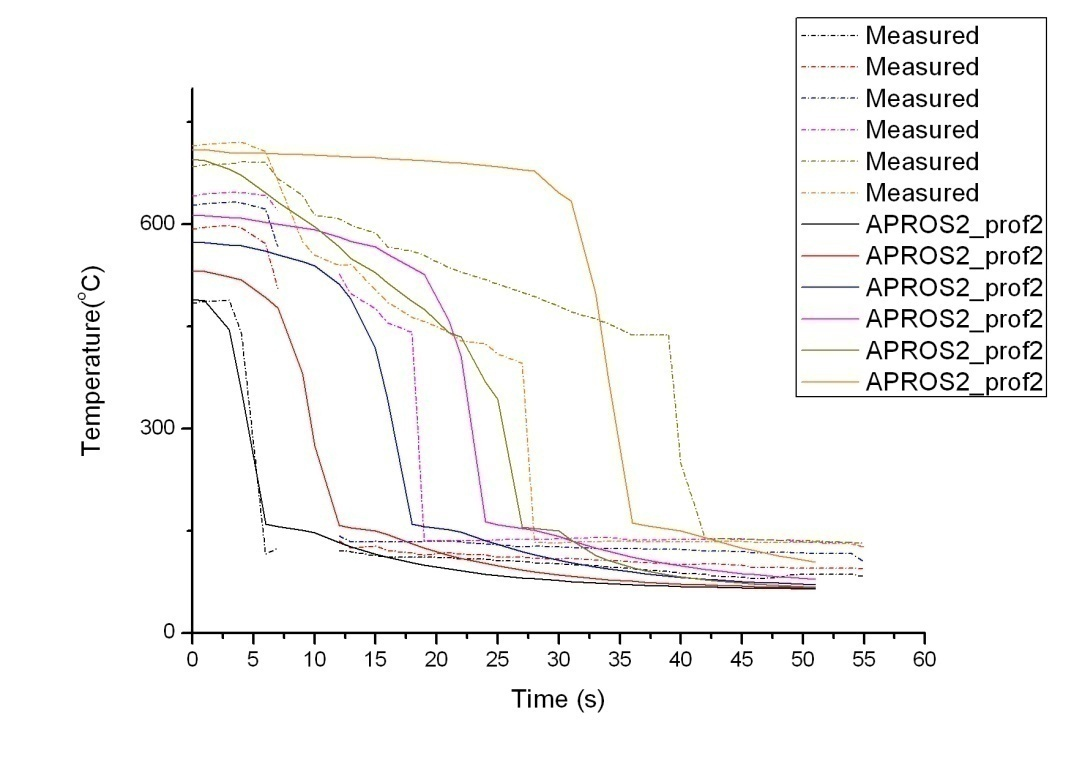 Measured
Measured
Measured
Measured
Measured
Measured
APROS2_prof2
APROS2_prof2
APROS2_prof2
APROS2_prof2
APROS2_prof2
APROS2_prof2
600
300
0
Temperature(°C)
0 5 10 15 20 25 30 35 40 45 50 55 60
Time (s)